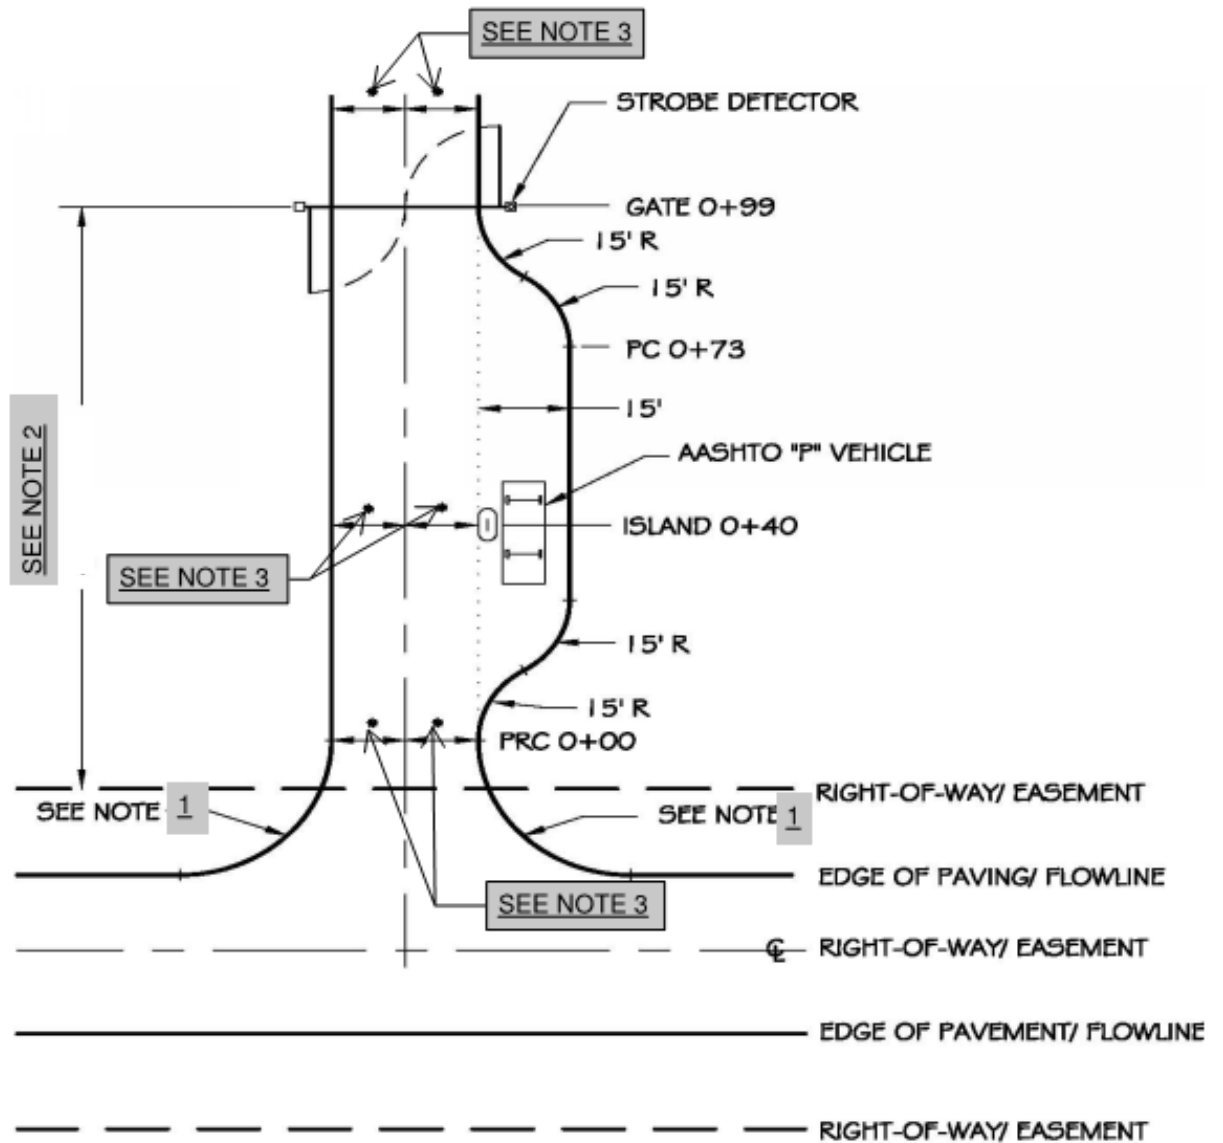 SEE NOTE 3
STROBE DETECTOR
GATE 0+99
15' R
15' R
PC 0+73
15'
SEE NOTE 2
AASHTO "P" VEHICLE
ISLAND 0+40
SEE NOTE 3
15' R
15' R
PRC 0+00
RIGHT-OF-WAY/ EASEMENT
SEE NOTE 1
SEE NOTE 1
EDGE OF PAVING/ FLOWLINE
SEE NOTE 3
℄ RIGHT-OF-WAY/ EASEMENT
EDGE OF PAVEMENT/ FLOWLINE
RIGHT-OF-WAY/ EASEMENT